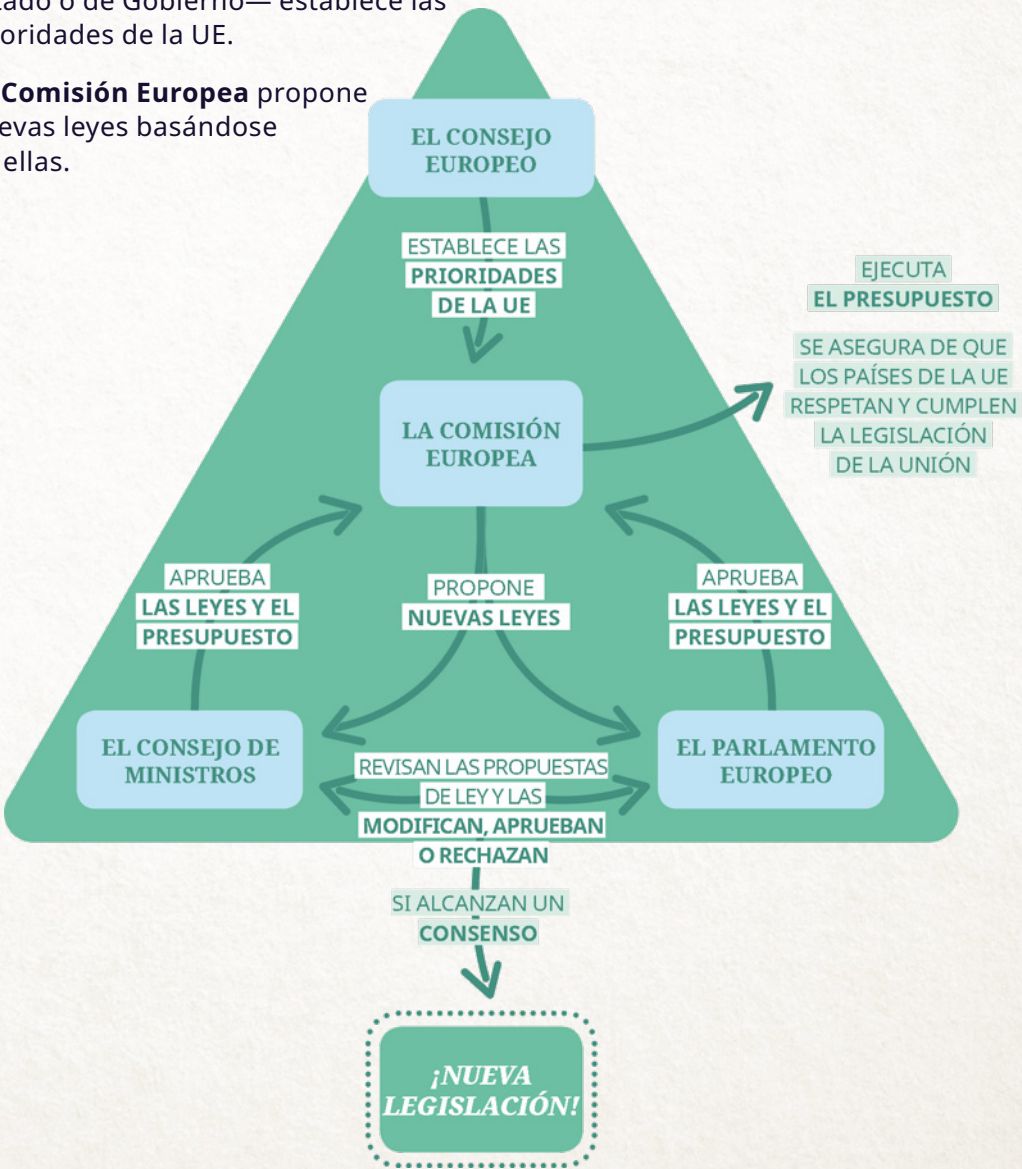 tado o de Gobierno— establece las
oridades de la UE.
Comisión Europea propone
evas leyes basándose
ellas.
EL CONSEJO
EUROPEO
ESTABLECE LAS
PRIORIDADES
DE LA UE
EJECUTA
EL PRESUPUESTO
SE ASEGURA DE QUE
LOS PAÍSES DE LA UE
RESPETAN Y CUMPLEN
LA LEGISLACIÓN
DE LA UNIÓN
LA COMISIÓN
EUROPEA
APRUEBA
LAS LEYES Y EL
PRESUPUESTO
PROPONE
NUEVAS LEYES
APRUEBA
LAS LEYES Y EL
PRESUPUESTO
EL CONSEJO DE
MINISTROS
EL PARLAMENTO
EUROPEO
REVISAN LAS PROPUESTAS
DE LEY Y LAS
MODIFICAN, APRUEBAN
O RECHAZAN
SI ALCANZAN UN
CONSENSO
¡NUEVA
LEGISLACIÓN!